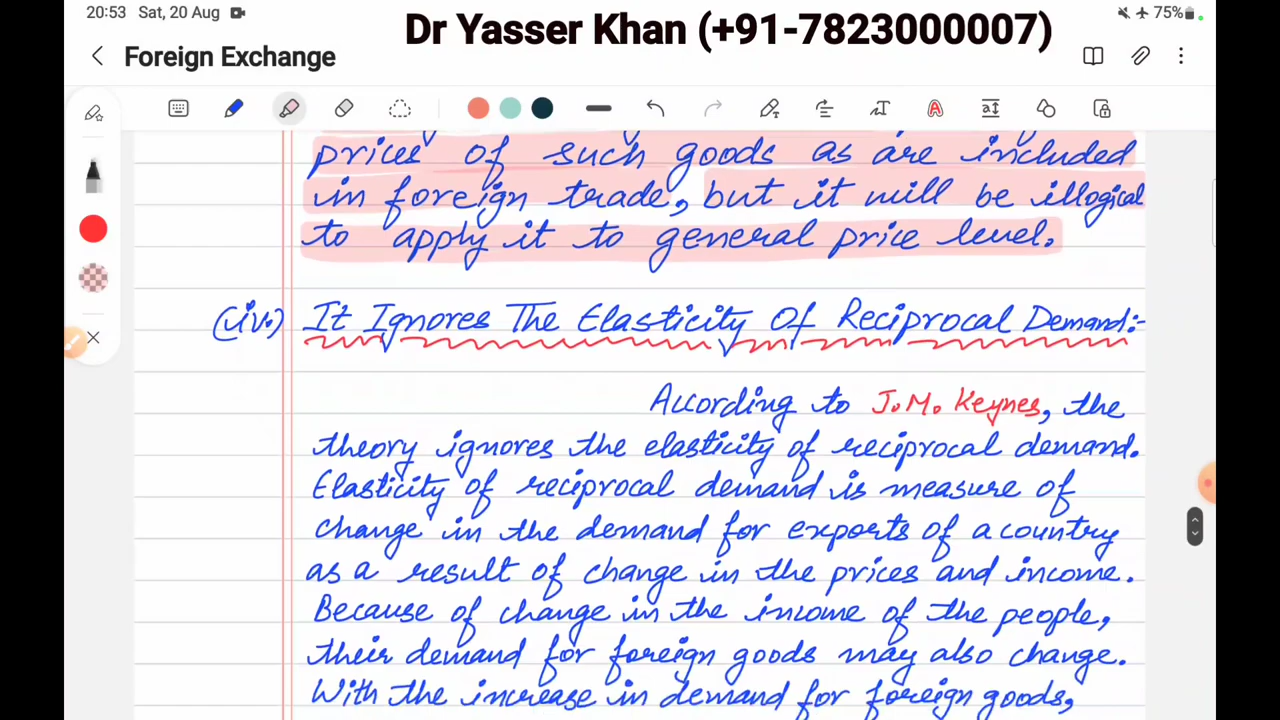 20:53 Sat, 20 Aug
75%
Dr Yasser Khan (+91-7823000007)
Foreign Exchange
prices of such goods as are included
in foreign trade, but it will be illogical
to apply it to general price level.
(iv.) It Ignores The Elasticity Of Reciprocal Demand:-
According to J.M. Keynes, the
theory ignores the elasticity of reciprocal demand.
Elasticity of reciprocal demand is measure of
change in the demand for exports of a country
as a result of change in the prices and income.
Because of change in the income of the people,
their demand for foreign goods may also change.
With the increase in demand for foreign goods,